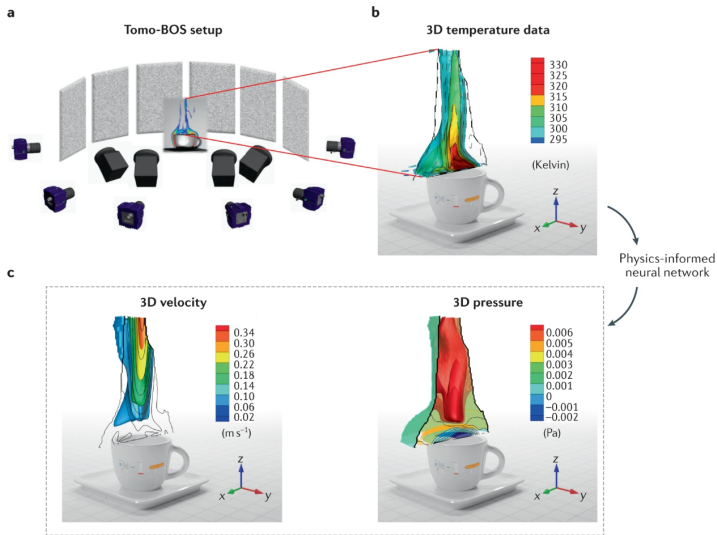 a
Tomo-BOS setup
b
3D temperature data
330
325
320
315
310
305
300
295
(Kelvin)
z
x
y
Physics-informed
neural network
c
3D velocity
0.34
0.30
0.26
0.22
0.18
0.14
0.10
0.06
0.02
(m s⁻¹)
z
x
y
3D pressure
0.006
0.005
0.004
0.003
0.002
0.001
0
−0.001
−0.002
(Pa)
z
x
y